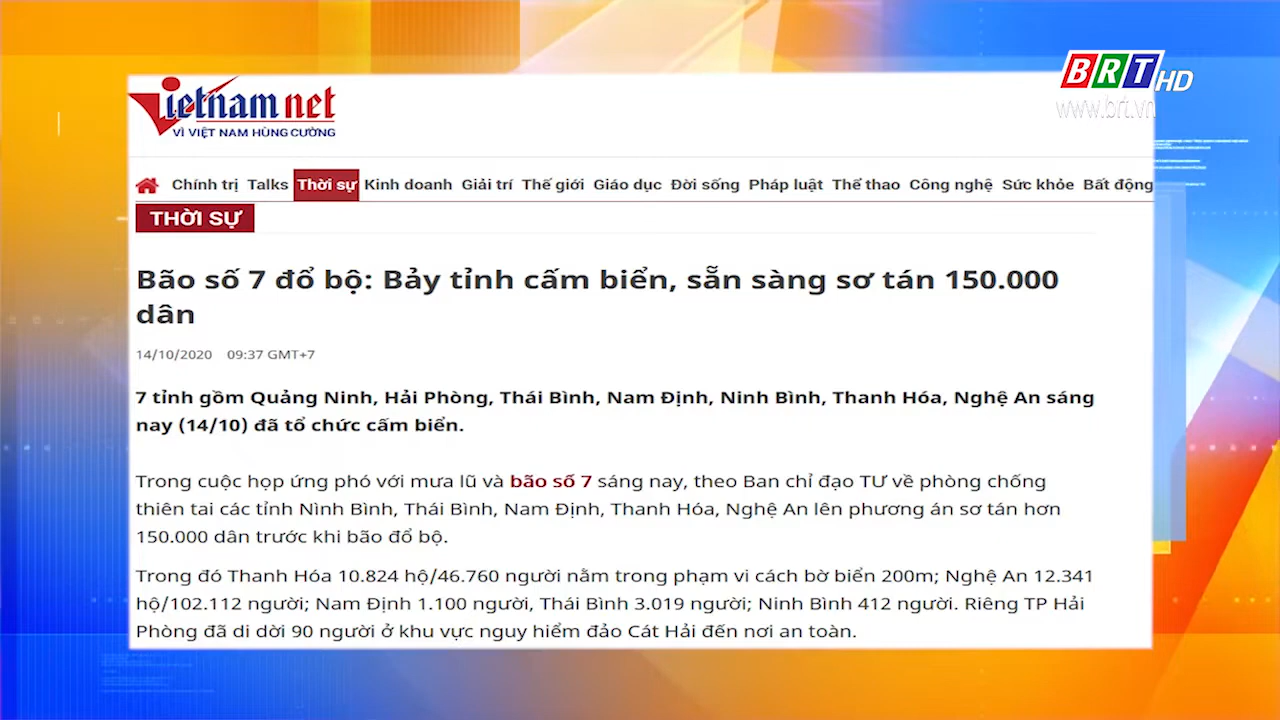 BRT HD
www.brt.vn
Vietnam net
VÌ VIỆT NAM HÙNG CƯỜNG
Chính trị Talks Thời sự Kinh doanh Giải trí Thế giới Giáo dục Đời sống Pháp luật Thể thao Công nghệ Sức khỏe Bất động
THỜI SỰ
Bão số 7 đổ bộ: Bảy tỉnh cấm biển, sẵn sàng sơ tán 150.000
dân
14/10/2020 09:37 GMT+7
7 tỉnh gồm Quảng Ninh, Hải Phòng, Thái Bình, Nam Định, Ninh Bình, Thanh Hóa, Nghệ An sáng
nay (14/10) đã tổ chức cấm biển.
Trong cuộc họp ứng phó với mưa lũ và bão số 7 sáng nay, theo Ban chỉ đạo TƯ về phòng chống
thiên tai các tỉnh Nình Bình, Thái Bình, Nam Định, Thanh Hóa, Nghệ An lên phương án sơ tán hơn
150.000 dân trước khi bão đổ bộ.
Trong đó Thanh Hóa 10.824 hộ/46.760 người nằm trong phạm vi cách bờ biển 200m; Nghệ An 12.341
hộ/102.112 người; Nam Định 1.100 người, Thái Bình 3.019 người; Ninh Bình 412 người. Riêng TP Hải
Phòng đã di dời 90 người ở khu vực nguy hiểm đảo Cát Hải đến nơi an toàn.